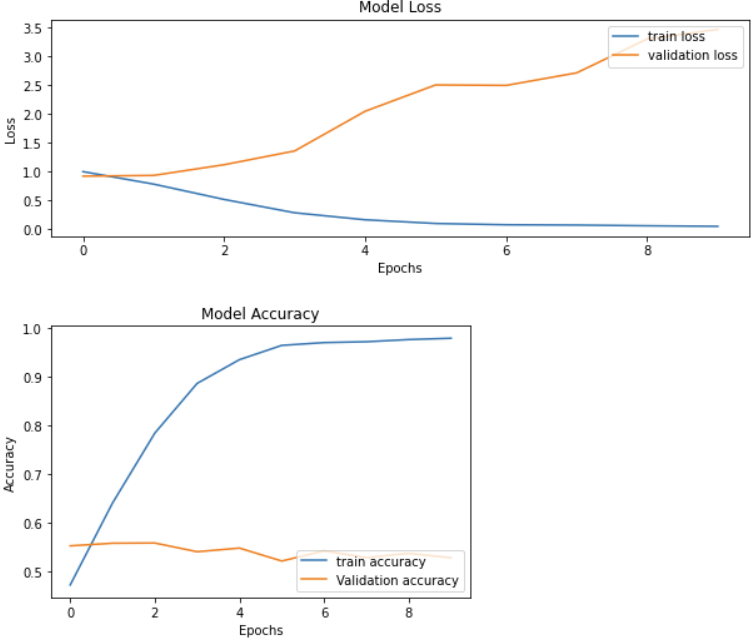 Model Loss
3.5
3.0
2.5
2.0
1.5
1.0
0.5
0.0
Loss
train loss
validation loss
0 2 4 6 8
Epochs
Model Accuracy
1.0
0.9
0.8
0.7
0.6
0.5
Accuracy
train accuracy
Validation accuracy
0 2 4 6 8
Epochs